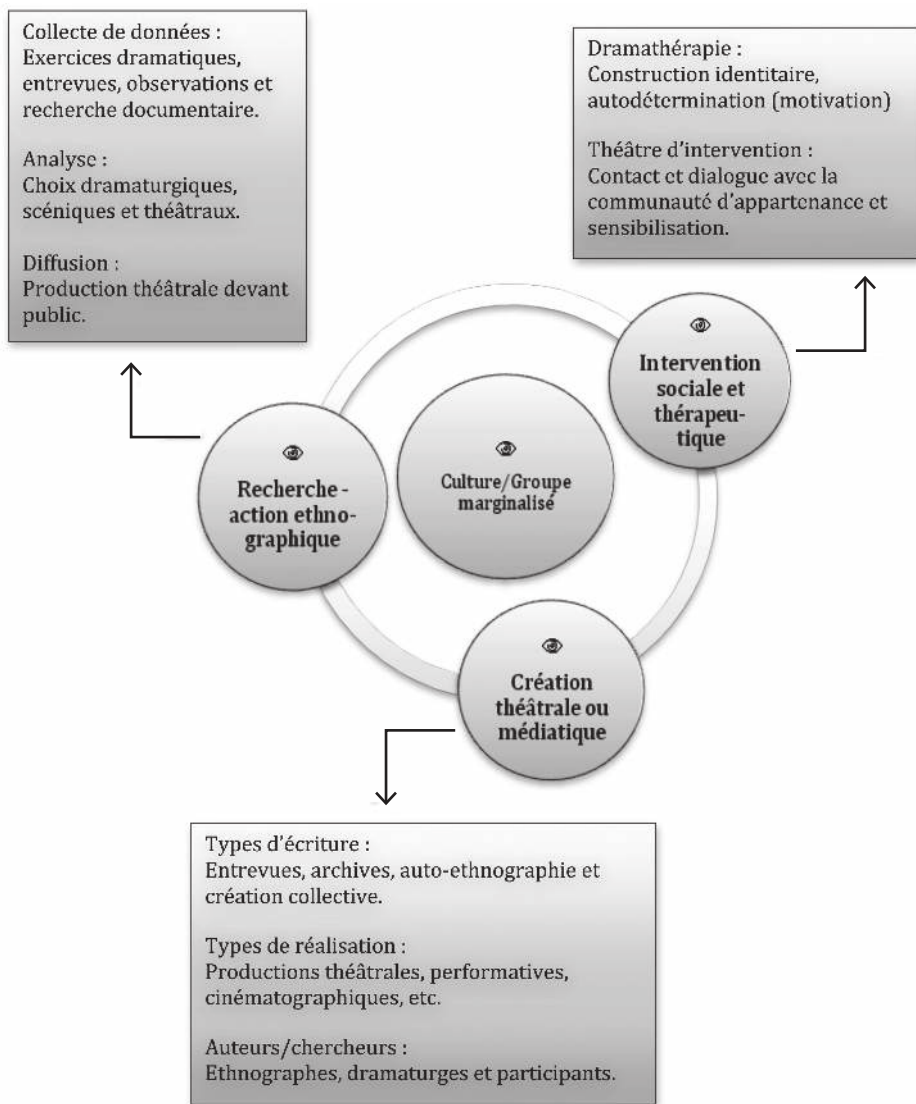 Collecte de données :
Exercices dramatiques,
entrevues, observations et
recherche documentaire.
Analyse :
Choix dramaturgiques,
scéniques et théâtraux.
Diffusion :
Production théâtrale devant
public.
Dramathérapie :
Construction identitaire,
autodétermination (motivation)
Théâtre d'intervention :
Contact et dialogue avec la
communauté d'appartenance et
sensibilisation.
Intervention
sociale et
thérapeu-
tique
Recherche-
action ethno-
graphique
Culture/Groupe
marginalisé
Création
théâtrale ou
médiatique
Types d'écriture :
Entrevues, archives, auto-ethnographie et
création collective.
Types de réalisation :
Productions théâtrales, performatives,
cinématographiques, etc.
Auteurs/chercheurs :
Ethnographes, dramaturges et participants.